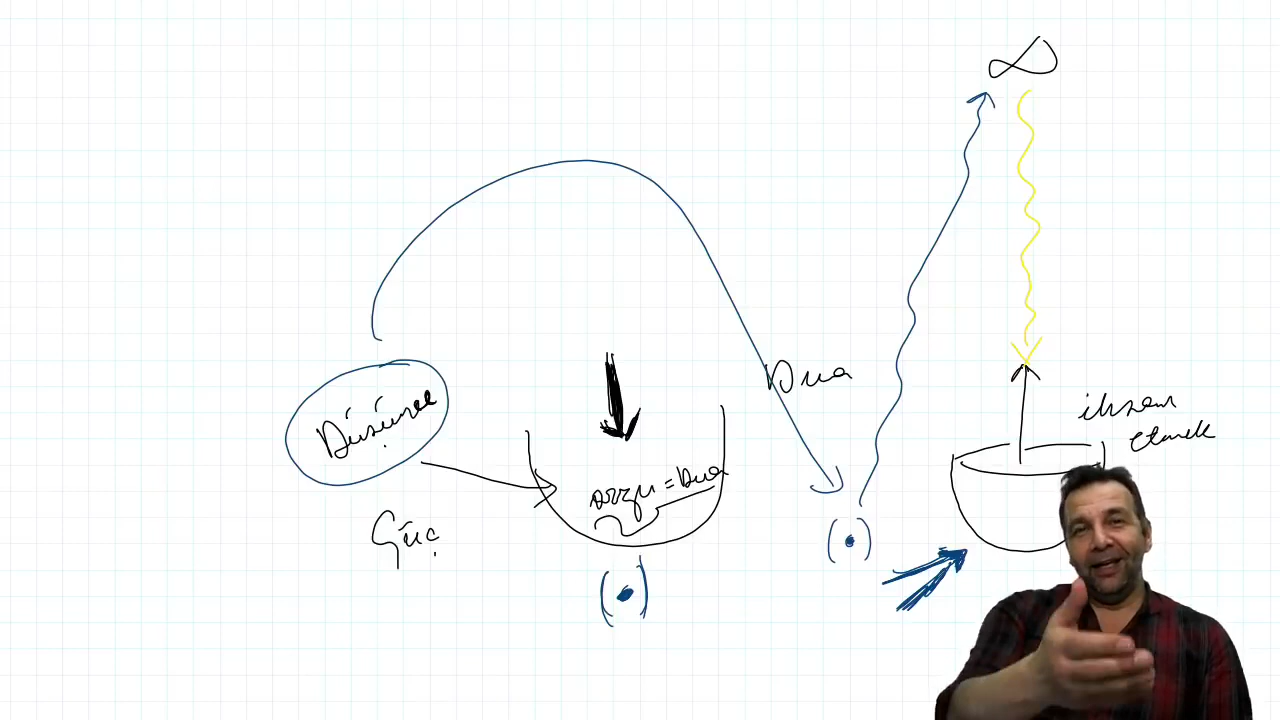 Düşünce
Güç
arzu = Dua
Dua
ihsan
etmek
∞
(•)
(•)